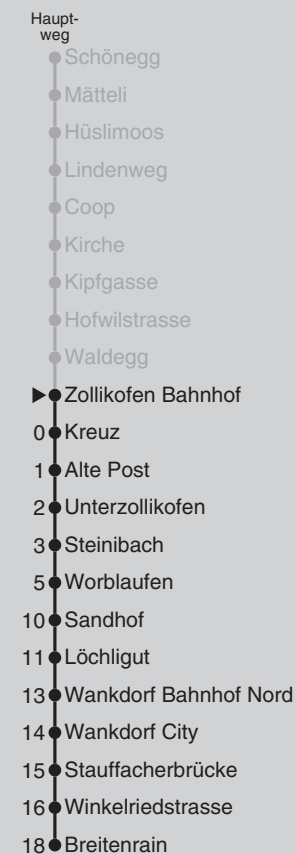 Haupt-
weg
Schönegg
Mätteli
Hüslimoos
Lindenweg
Coop
Kirche
Kipfgasse
Hofwilstrasse
Waldegg
Zollikofen Bahnhof
0 Kreuz
1 Alte Post
2 Unterzollikofen
3 Steinibach
5 Worblaufen
10 Sandhof
11 Löchligut
13 Wankdorf Bahnhof Nord
14 Wankdorf City
15 Stauffacherbrücke
16 Winkelriedstrasse
18 Breitenrain